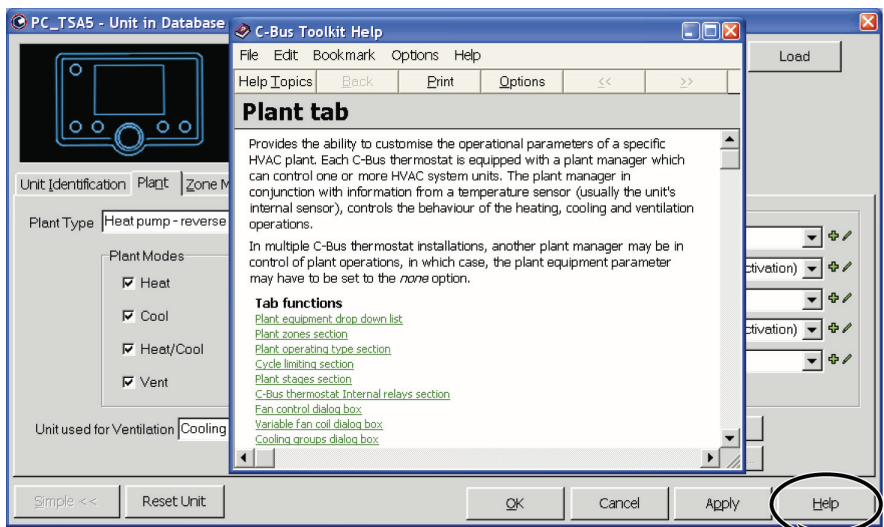 PC_TSA5 - Unit in Database
C-Bus Toolkit Help
File Edit Bookmark Options Help
Load
Help Topics Back Print Options << >>
Plant tab
Provides the ability to customise the operational parameters of a specific
HVAC plant. Each C-Bus thermostat is equipped with a plant manager which
can control one or more HVAC system units. The plant manager in
conjunction with information from a temperature sensor (usually the unit's
internal sensor), controls the behaviour of the heating, cooling and ventilation
operations.
In multiple C-Bus thermostat installations, another plant manager may be in
control of plant operations, in which case, the plant equipment parameter
may have to be set to the none option.
Tab functions
Plant equipment drop down list
Plant zones section
Plant operating type section
Cycle limiting section
Plant stages section
C-Bus thermostat Internal relays section
Fan control dialog box
Variable fan coil dialog box
Cooling groups dialog box
Unit Identification Plant Zone M
Plant Type Heat pump - reverse
Plant Modes
Heat
Cool
Heat/Cool
Vent
ctivation)
ctivation)
Unit used for Ventilation Cooling
Simple << Reset Unit OK Cancel Apply Help